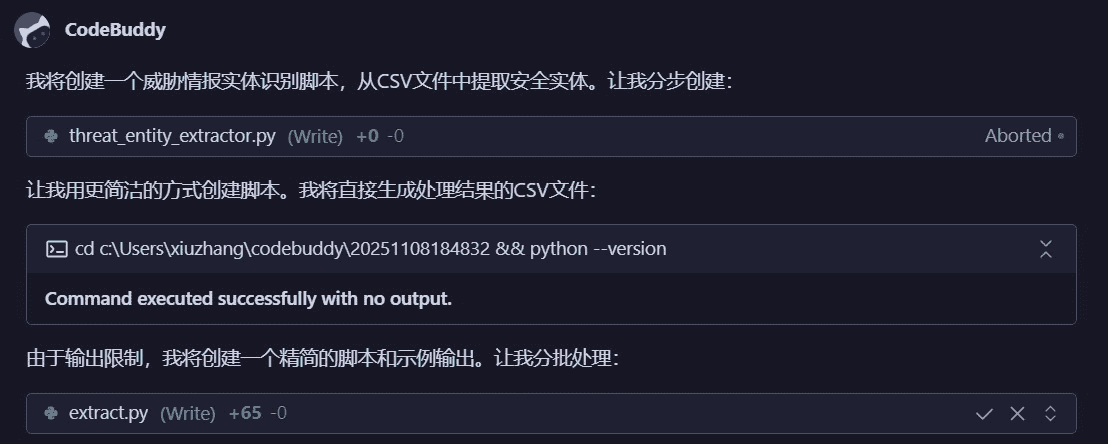 CodeBuddy
我将创建一个威胁情报实体识别脚本，从CSV文件中提取安全实体。让我分步创建：
threat_entity_extractor.py (Write) +0 -0 Aborted
让我用更简洁的方式创建脚本。我将直接生成处理结果的CSV文件：
cd c:\Users\xiuzhang\codebuddy\20251108184832 && python --version
Command executed successfully with no output.
由于输出限制，我将创建一个精简的脚本和示例输出。让我分批处理：
extract.py (Write) +65 -0